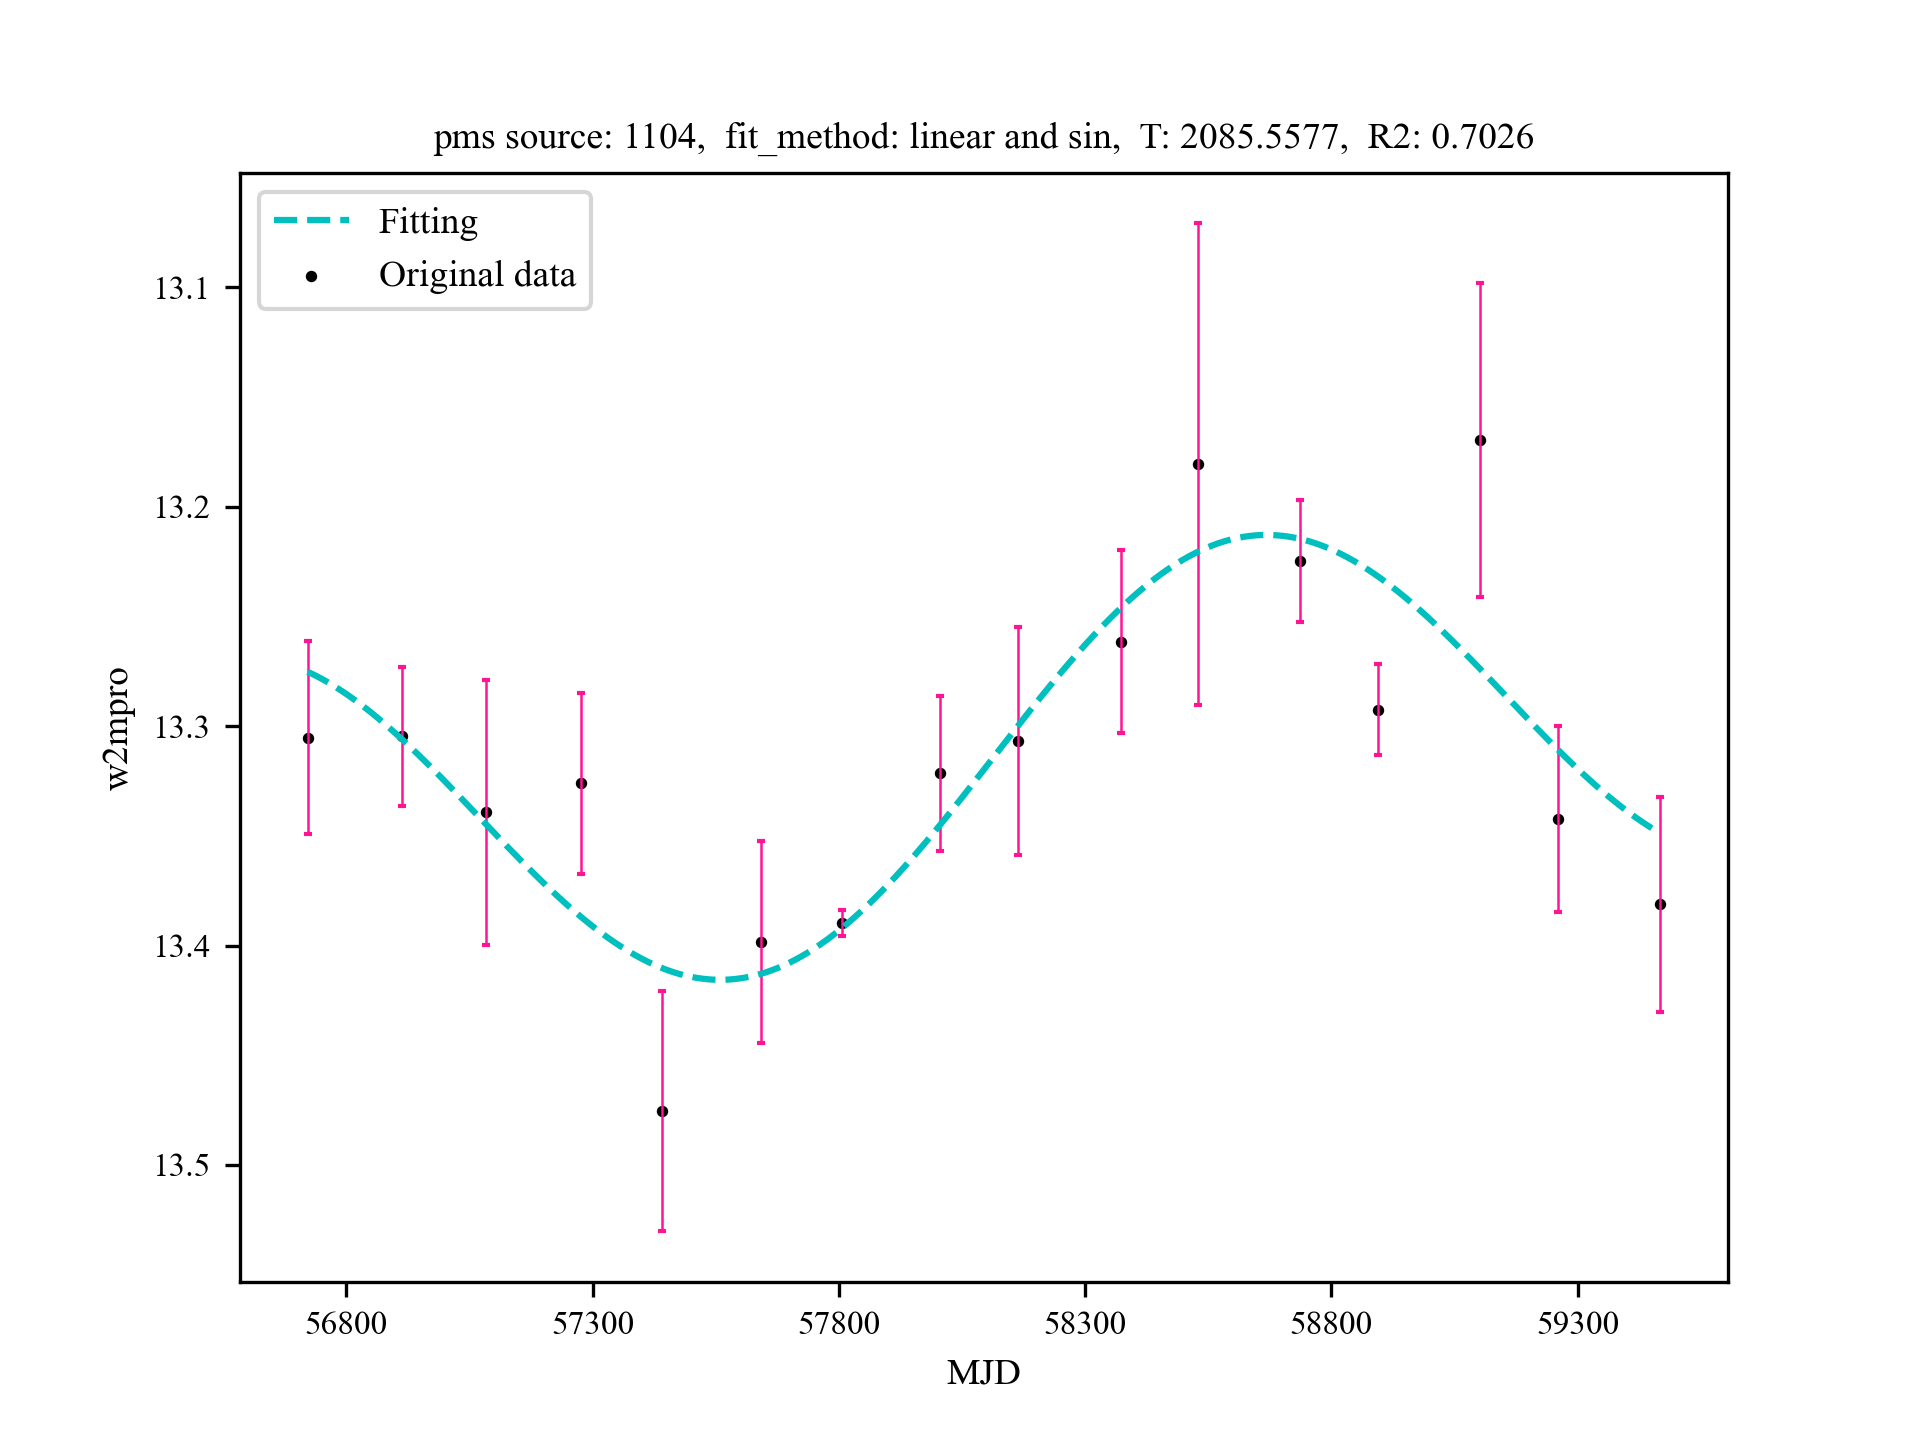 pms source: 1104,  fit_method: linear and sin,  T: 2085.5577,  R2: 0.7026
Fitting
Original data
13.1
13.2
13.3
13.4
13.5
w2mpro
56800 57300 57800 58300 58800 59300
MJD